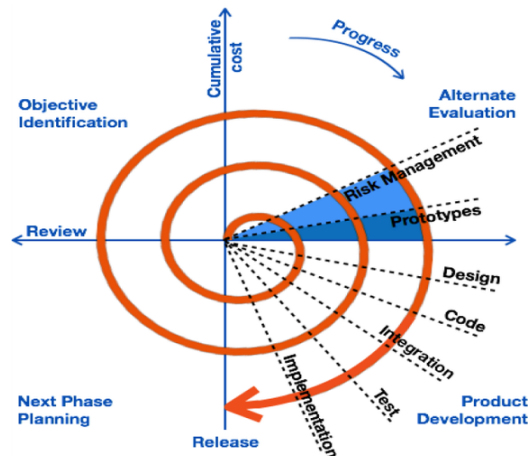 Progress
Cumulative
cost
Objective
Identification
Alternate
Evaluation
Risk Management
Prototypes
Review
Design
Code
Integration
Test
Implementation
Next Phase
Planning
Product
Development
Release